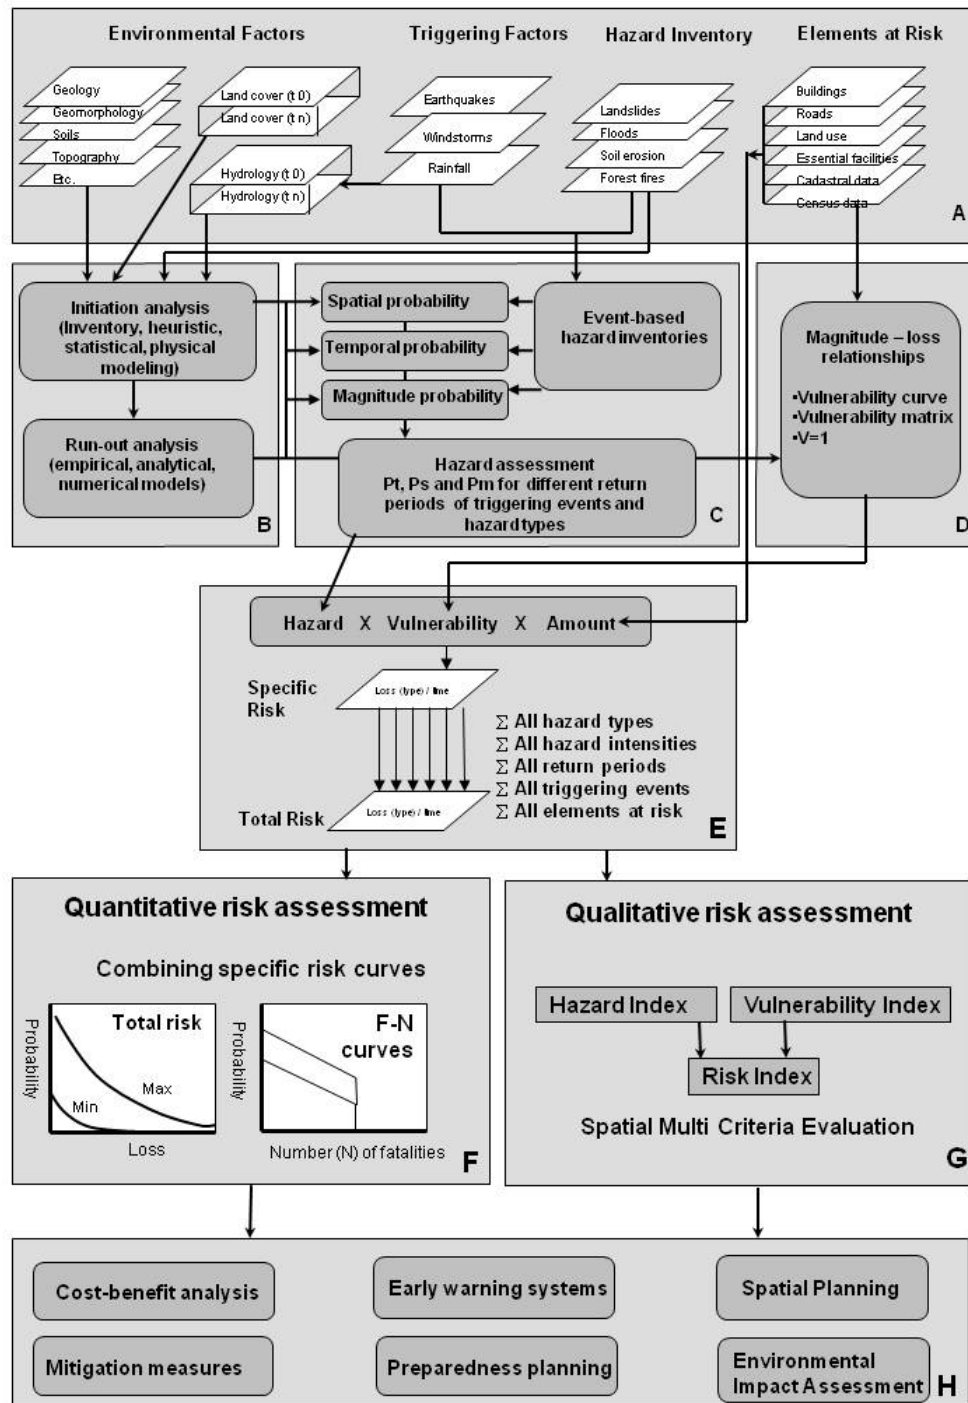 Environmental Factors
Triggering Factors
Hazard Inventory
Elements at Risk
Geology
Geomorphology
Soils
Topography
Etc.
Land cover (t 0)
Land cover (t n)
Hydrology (t 0)
Hydrology (t n)
Earthquakes
Windstorms
Rainfall
Landslides
Floods
Soil erosion
Forest fires
Buildings
Roads
Land use
Essential facilities
Cadastral data
Census data
A
Initiation analysis
(Inventory, heuristic,
statistical, physical
modeling)
Run-out analysis
(empirical, analytical,
numerical models)
B
Spatial probability
Temporal probability
Magnitude probability
Event-based
hazard inventories
Hazard assessment
Pt, Ps and Pm for different return
periods of triggering events and
hazard types
C
Magnitude – loss
relationships
•Vulnerability curve
•Vulnerability matrix
•V=1
D
Hazard X Vulnerability X Amount
Specific
Risk
Loss (type) / time
∑ All hazard types
∑ All hazard intensities
∑ All return periods
∑ All triggering events
∑ All elements at risk
Total Risk
Loss (type) / time
E
Quantitative risk assessment
Combining specific risk curves
Probability
Total risk
Max
Min
Loss
Probability
F-N
curves
Number (N) of fatalities
F
Qualitative risk assessment
Hazard Index
Vulnerability Index
Risk Index
Spatial Multi Criteria Evaluation
G
Cost-benefit analysis
Early warning systems
Spatial Planning
Mitigation measures
Preparedness planning
Environmental
Impact Assessment
H